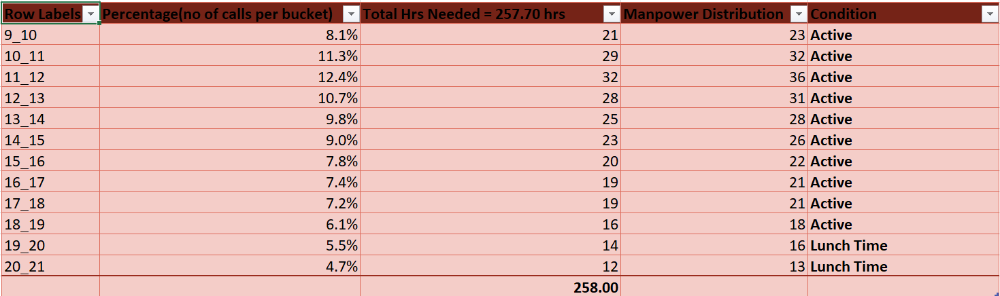 Row Labels Percentage(no of calls per bucket) Total Hrs Needed = 257.70 hrs Manpower Distribution Condition
9_10 8.1% 21 23 Active
10_11 11.3% 29 32 Active
11_12 12.4% 32 36 Active
12_13 10.7% 28 31 Active
13_14 9.8% 25 28 Active
14_15 9.0% 23 26 Active
15_16 7.8% 20 22 Active
16_17 7.4% 19 21 Active
17_18 7.2% 19 21 Active
18_19 6.1% 16 18 Active
19_20 5.5% 14 16 Lunch Time
20_21 4.7% 12 13 Lunch Time
258.00